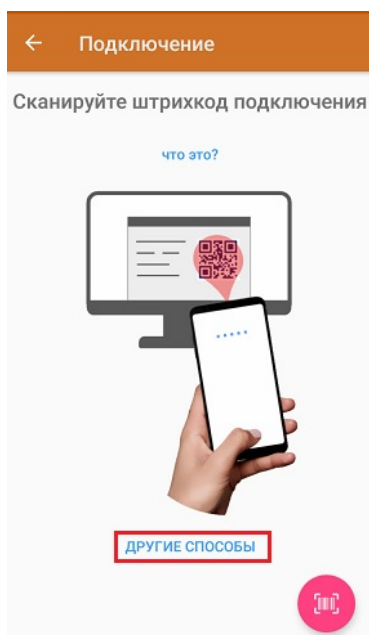 Подключение
Сканируйте штрихкод подключения
что это?
ДРУГИЕ СПОСОБЫ